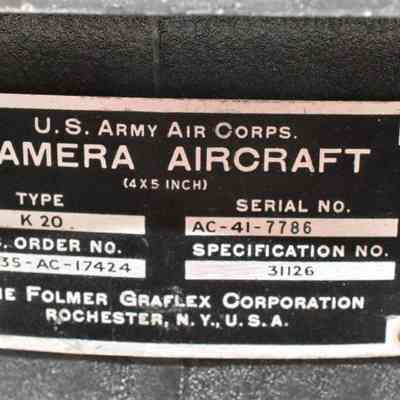 U.S. ARMY AIR CORPS.
AMERA AIRCRAFT
(4X5 INCH)
TYPE SERIAL NO.
K 20. AC-41-7786
S. ORDER NO. SPECIFICATION NO.
35-AC-17424 31126
HE FOLMER GRAFLEX CORPORATION
ROCHESTER, N.Y., U.S.A.